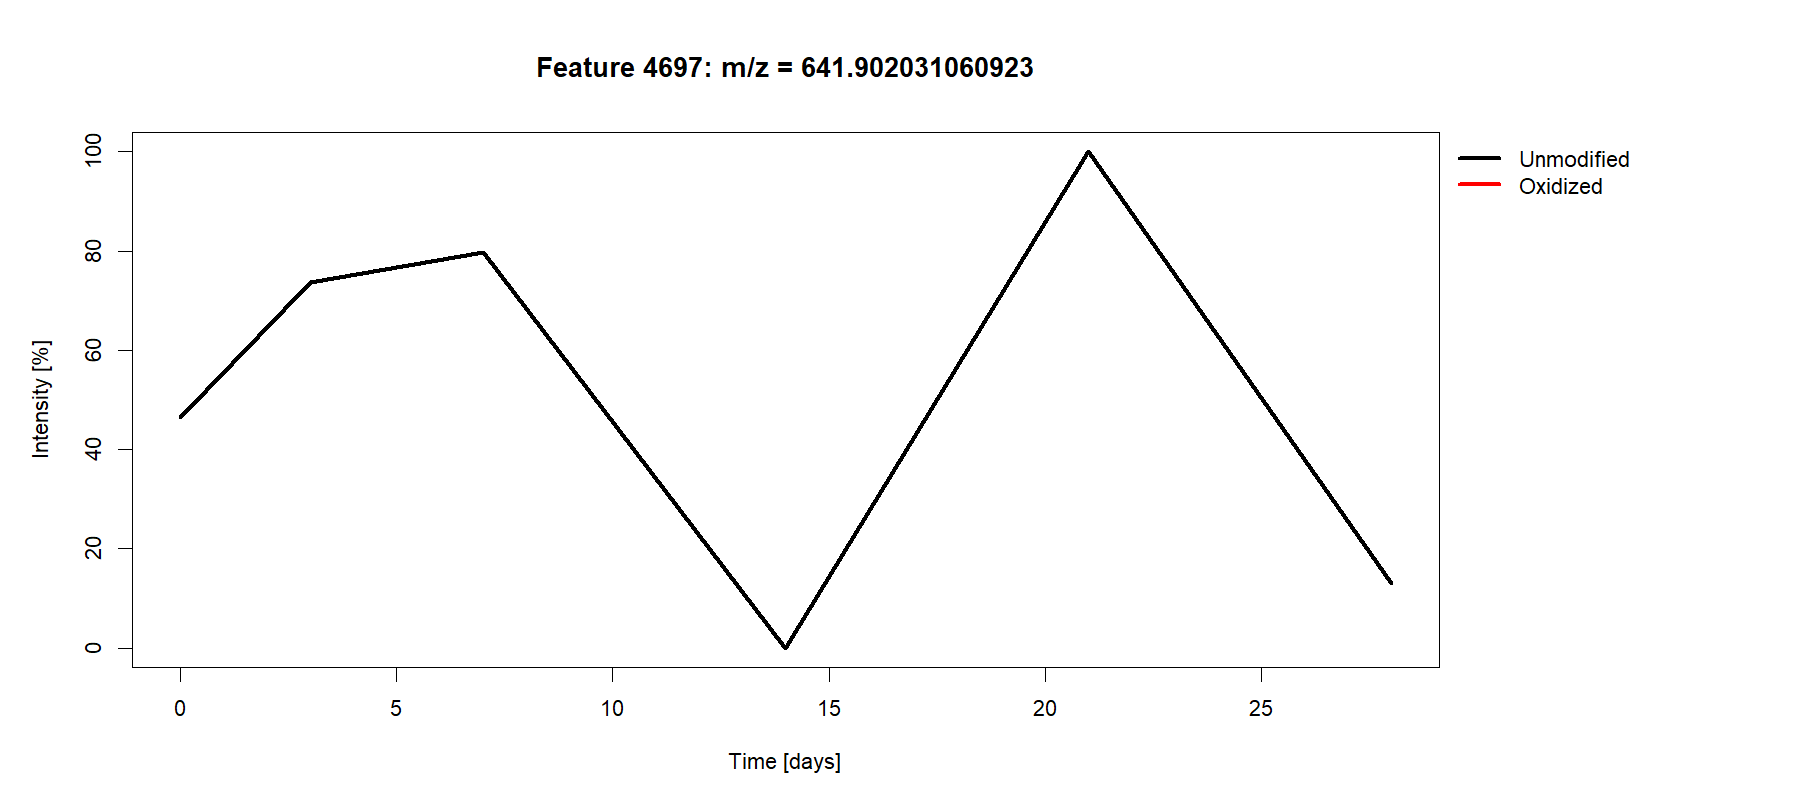 Feature 4697: m/z = 641.902031060923
Unmodified
Oxidized
Intensity [%]
100
80
60
40
20
0
0 5 10 15 20 25
Time [days]